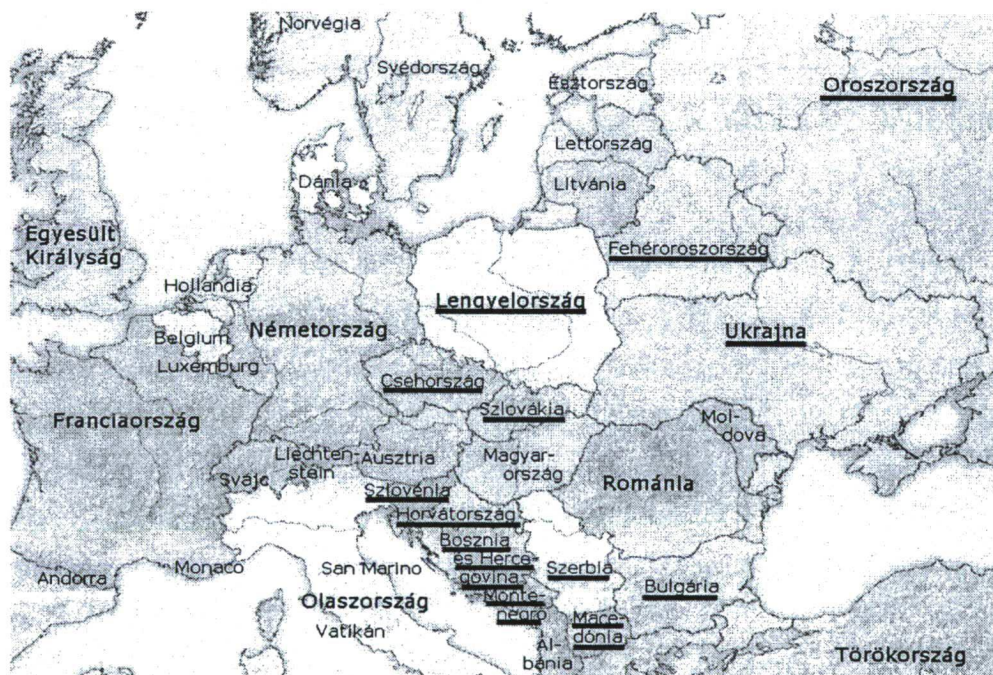 Norvégia
Svédország
Észtország
Oroszország
Lettország
Litvánia
Dánia
Egyesült
Királyság
Fehéroroszország
Hollandia
Lengyelország
Németország
Ukrajna
Belgium
Luxemburg
Csehország
Szlovákia
Franciaország
Mol-
dova
Liechten-
stein
Ausztria
Magyar-
ország
Svájc
Románia
Szlovénia
Horvátország
Bosznia
és Herce-
govina
Szerbia
Andorra
Monaco
San Marino
Bulgária
Olaszország
Monte-
negró
Mace-
dónia
Vatikán
Al-
bánia
Törökország